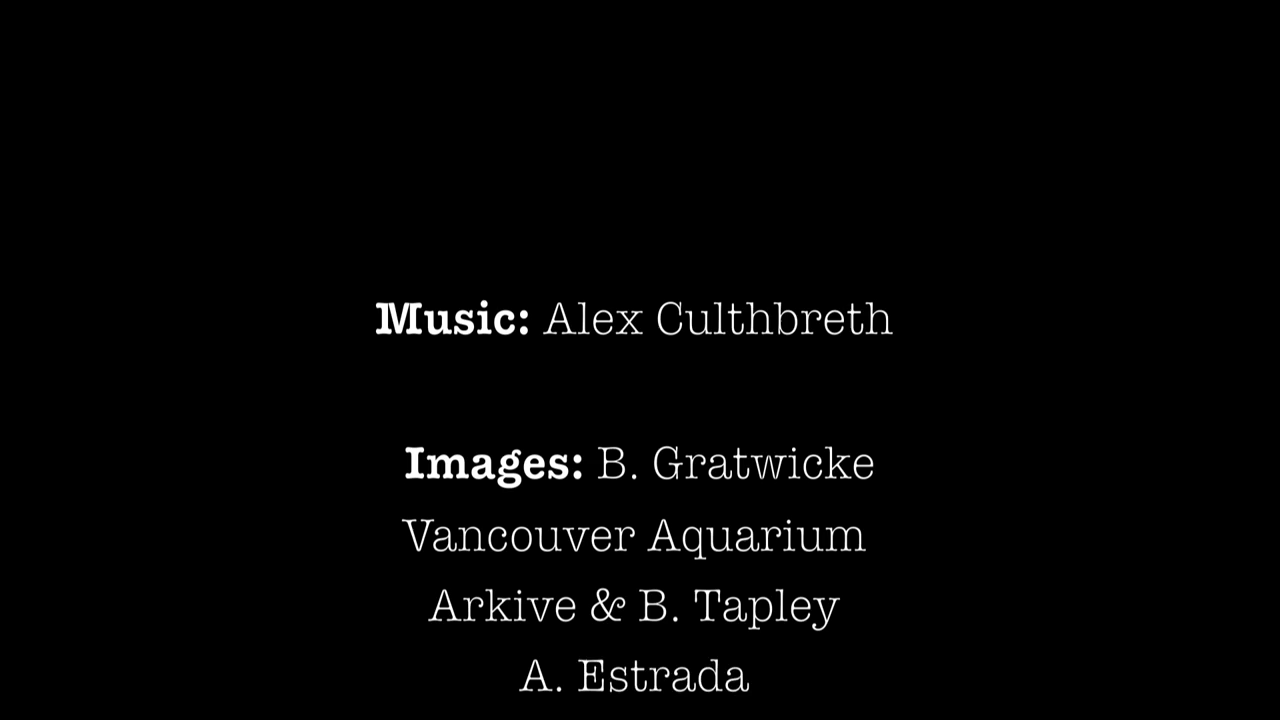 Music: Alex Culthbreth
Images: B. Gratwicke
Vancouver Aquarium
Arkive & B. Tapley
A. Estrada